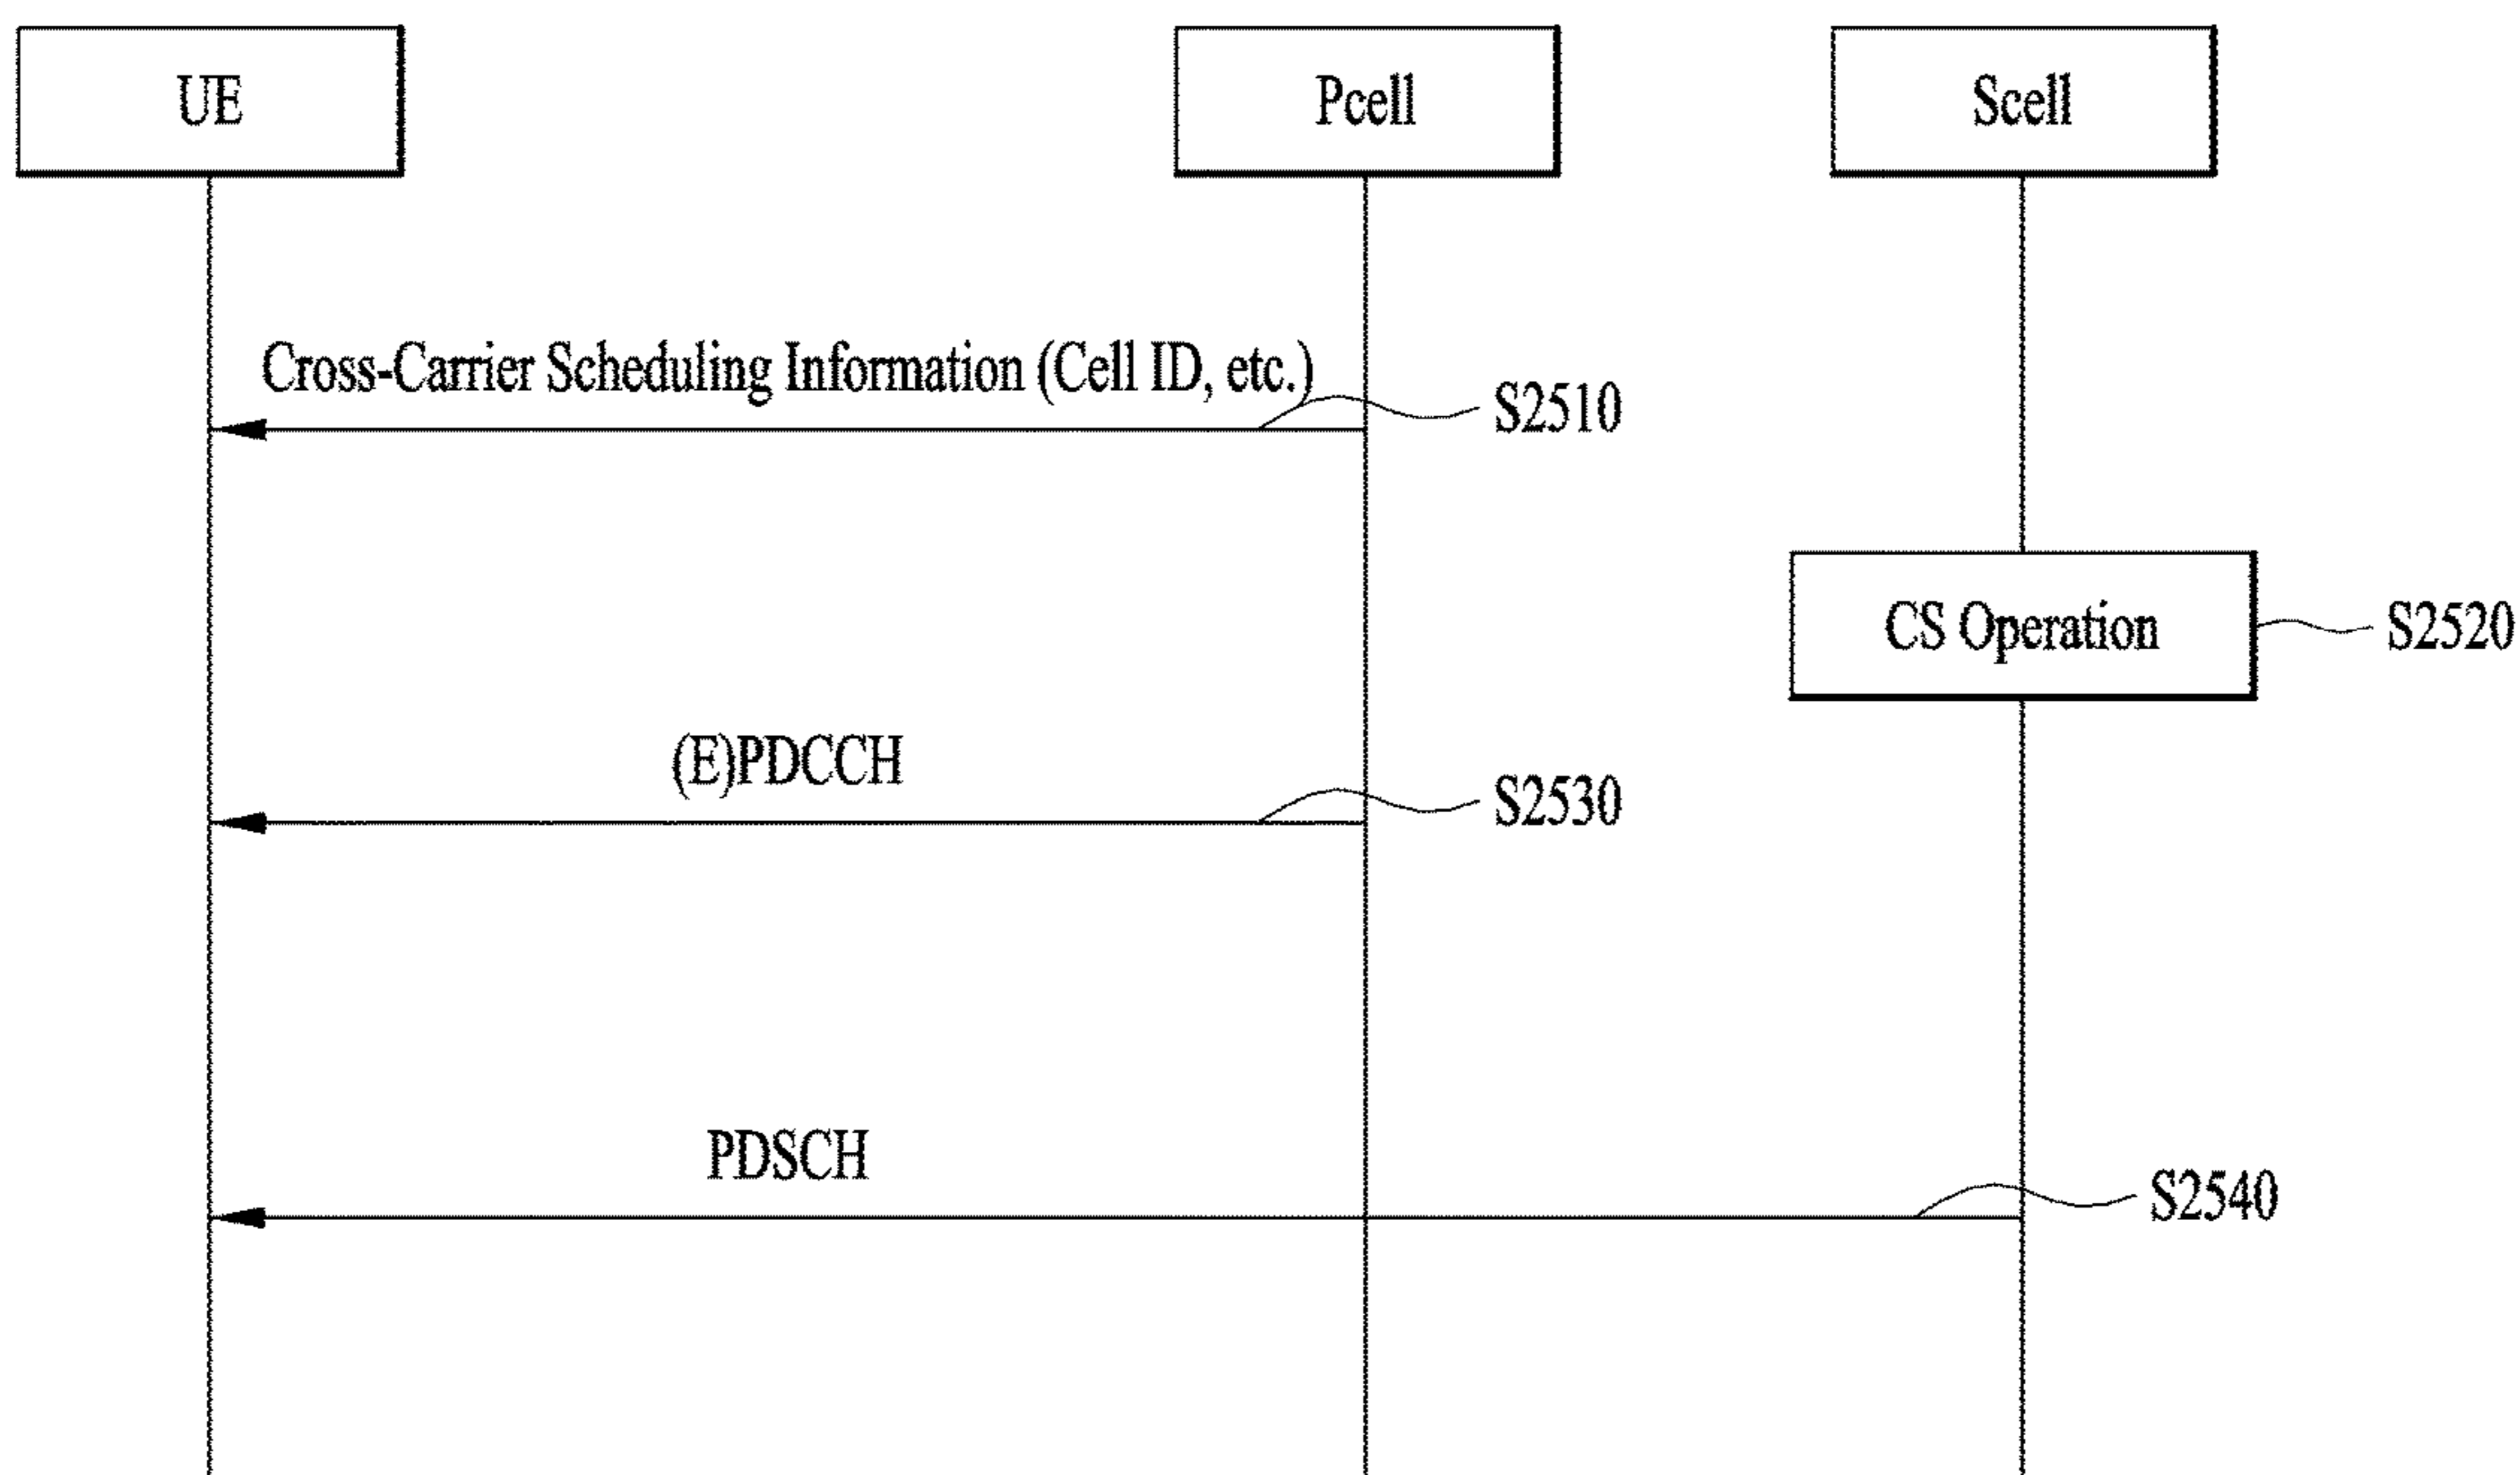 UE
Pcell
Scell
Cross-Carrier Scheduling Information (Cell ID, etc.)
S2510
CS Operation
S2520
(E)PDCCH
S2530
PDSCH
S2540